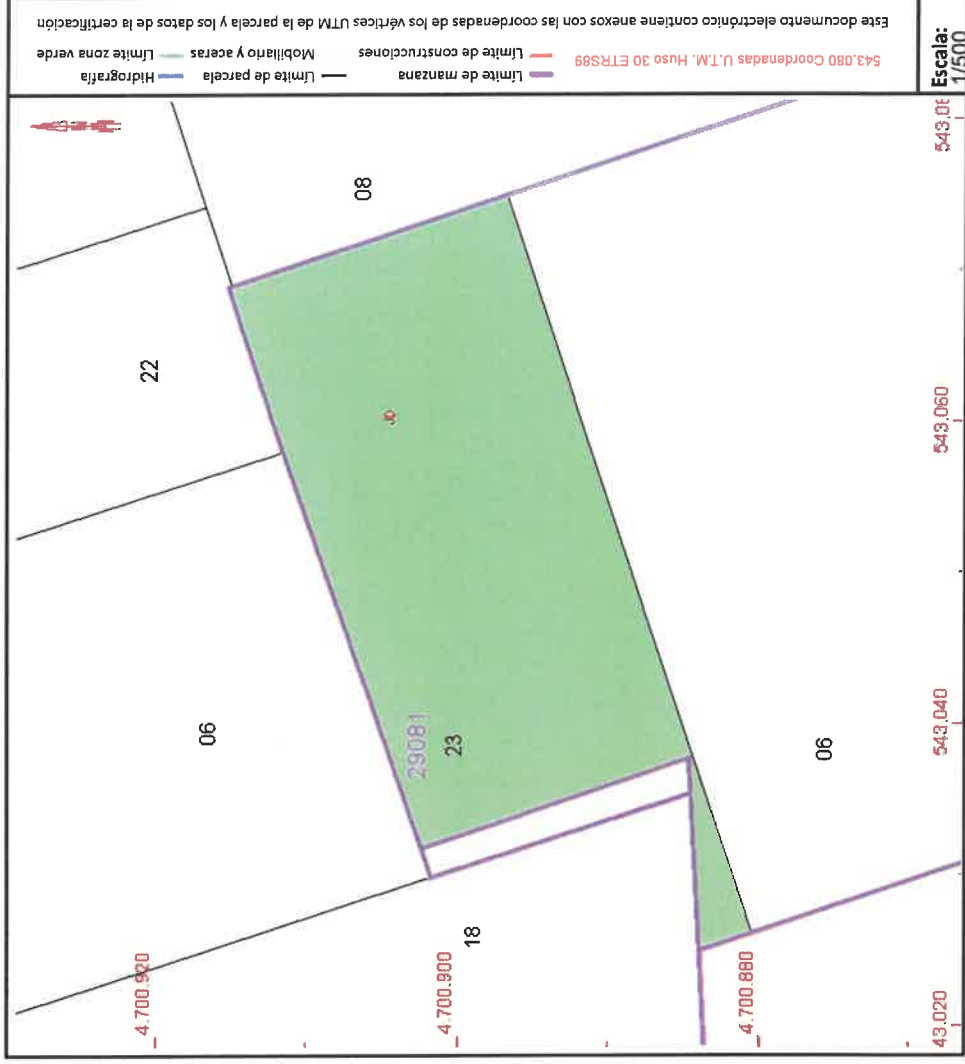 Este documento electrónico contiene anexos con las coordenadas de los vértices UTM de la parcela y los datos de la certificación
Límite de manzana
Límite de parcela
Hidrografía
543.080 Coordenadas U.T.M. Huso 30 ETRS89
Límite de construcciones
Mobiliario y aceras
Límite zona verde
Escala:
1/500
08
22
JD
06
29081
23
18
06
4.700.920
4.700.900
4.700.880
543.060
543.040